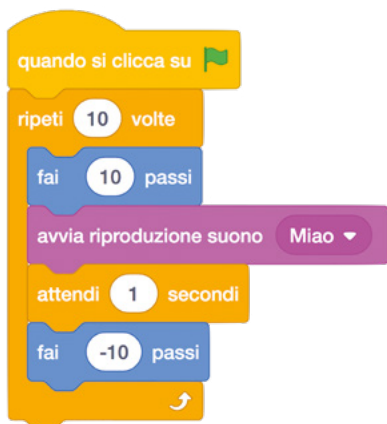 quando si clicca su
ripeti 10 volte
fai 10 passi
avvia riproduzione suono Miao
attendi 1 secondi
fai -10 passi